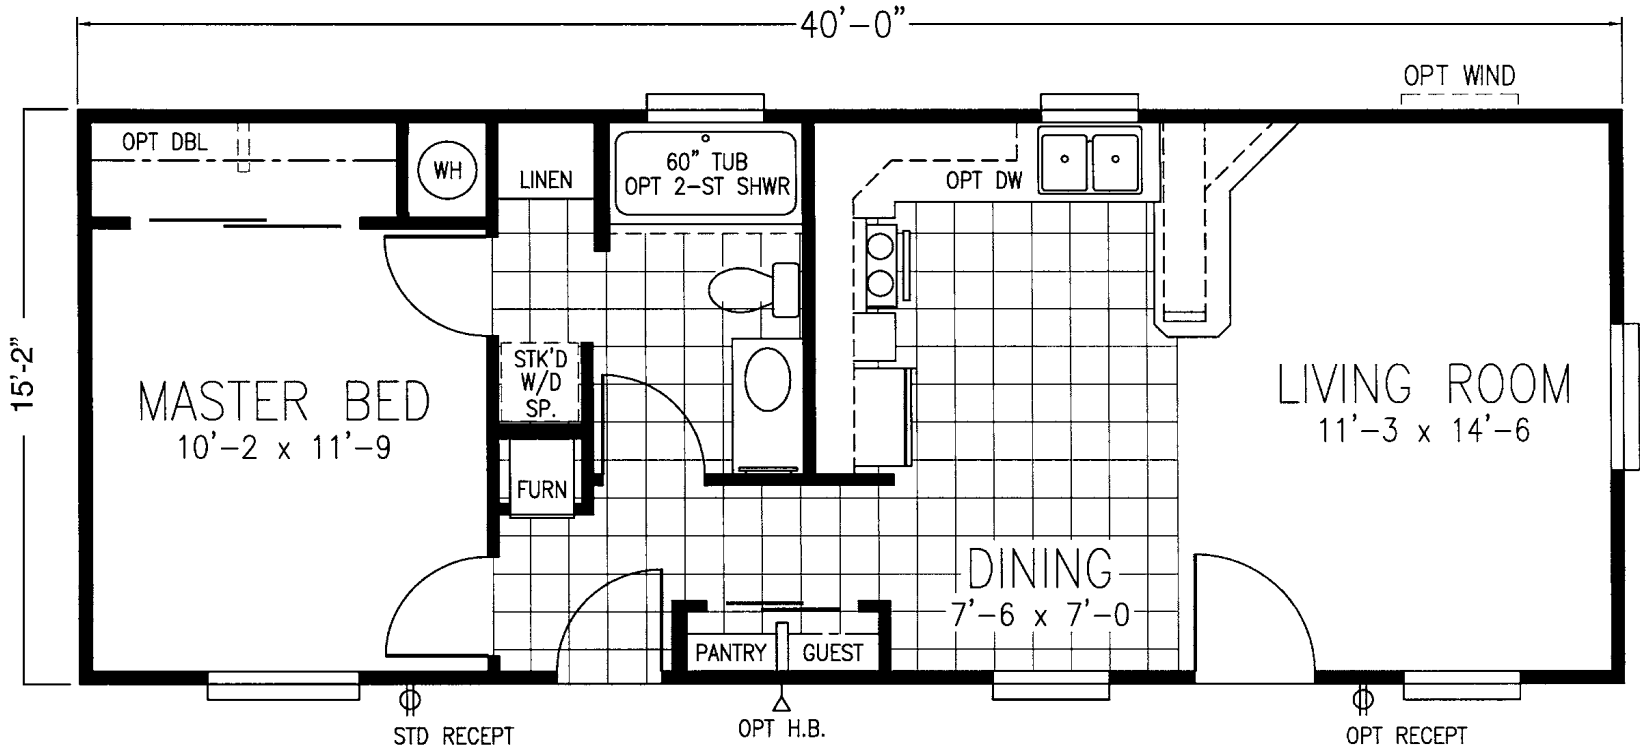 40'-0"
OPT WIND
OPT DBL
WH
LINEN
60" TUB
OPT 2-ST SHWR
OPT DW
15'-2"
STK'D
W/D
SP.
MASTER BED
10'-2 x 11'-9
LIVING ROOM
11'-3 x 14'-6
FURN
DINING
7'-6 x 7'-0
PANTRY
GUEST
STD RECEPT
OPT H.B.
OPT RECEPT